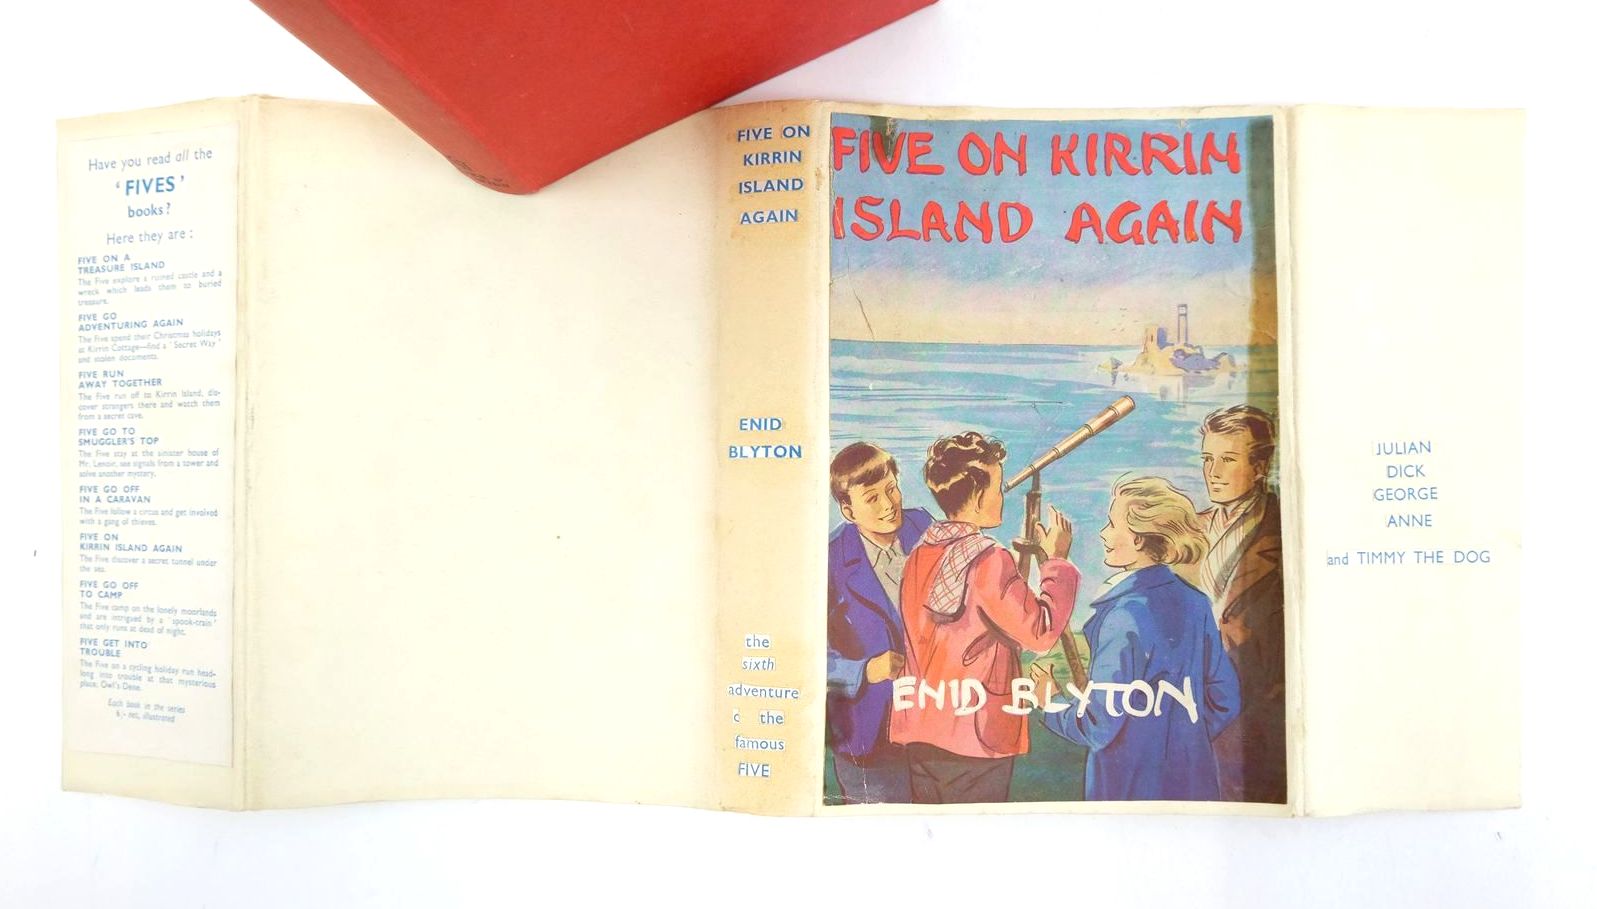 Have you read all the
'FIVES'
books?
Here they are:
FIVE ON A
TREASURE ISLAND
The Five explore a ruined castle and a
wreck which leads them to buried
treasure.
FIVE GO
ADVENTURING AGAIN
The Five spend their Christmas holidays
at Kirrin Cottage—find a 'Secret Way'
and stolen documents.
FIVE RUN
AWAY TOGETHER
The Five run off to Kirrin Island, dis-
cover strangers there and watch them
from a secret cave.
FIVE GO TO
SMUGGLER'S TOP
The Five stay at the sinister house of
Mr. Lenoir, see signals from a tower and
solve another mystery.
FIVE GO OFF
IN A CARAVAN
The Five follow a circus and get involved
with a gang of thieves.
FIVE ON
KIRRIN ISLAND AGAIN
The Five discover a secret tunnel under
the sea.
FIVE GO OFF
TO CAMP
The Five camp on the lonely moorlands
and are intrigued by a 'spook-train'
that only runs at dead of night.
FIVE GET INTO
TROUBLE
The Five on a cycling holiday run head-
long into trouble at that mysterious
place, Owl's Dene.
Each book in the series
6/- net, illustrated
FIVE ON
KIRRIN
ISLAND
AGAIN
ENID
BLYTON
the
sixth
adventure
c the
famous
FIVE
FIVE ON KIRRIN
ISLAND AGAIN
ENID BLYTON
JULIAN
DICK
GEORGE
ANNE
and TIMMY THE DOG